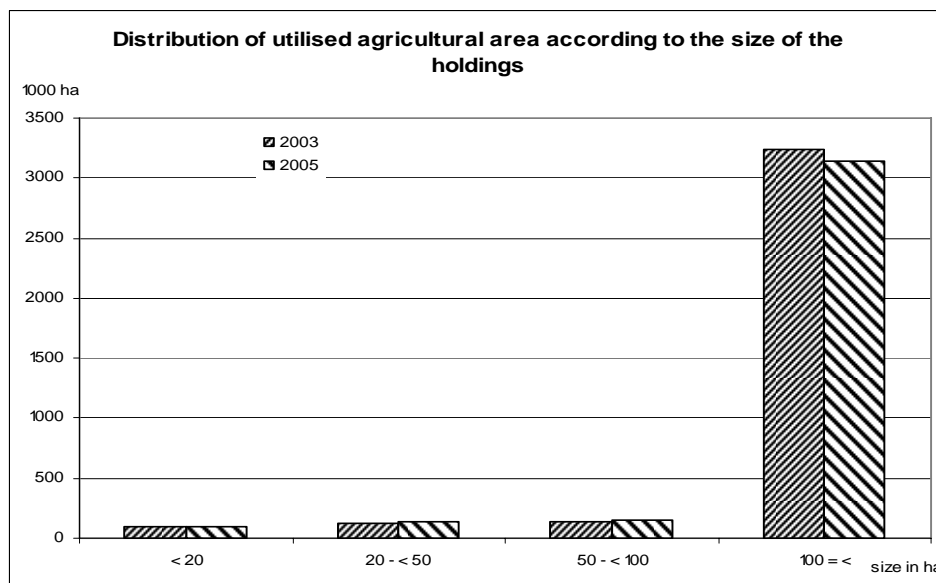 Distribution of utilised agricultural area according to the size of the
holdings
1000 ha
3500
3000
2500
2000
1500
1000
500
0
2003
2005
< 20
20 - < 50
50 - < 100
100 = <
size in ha